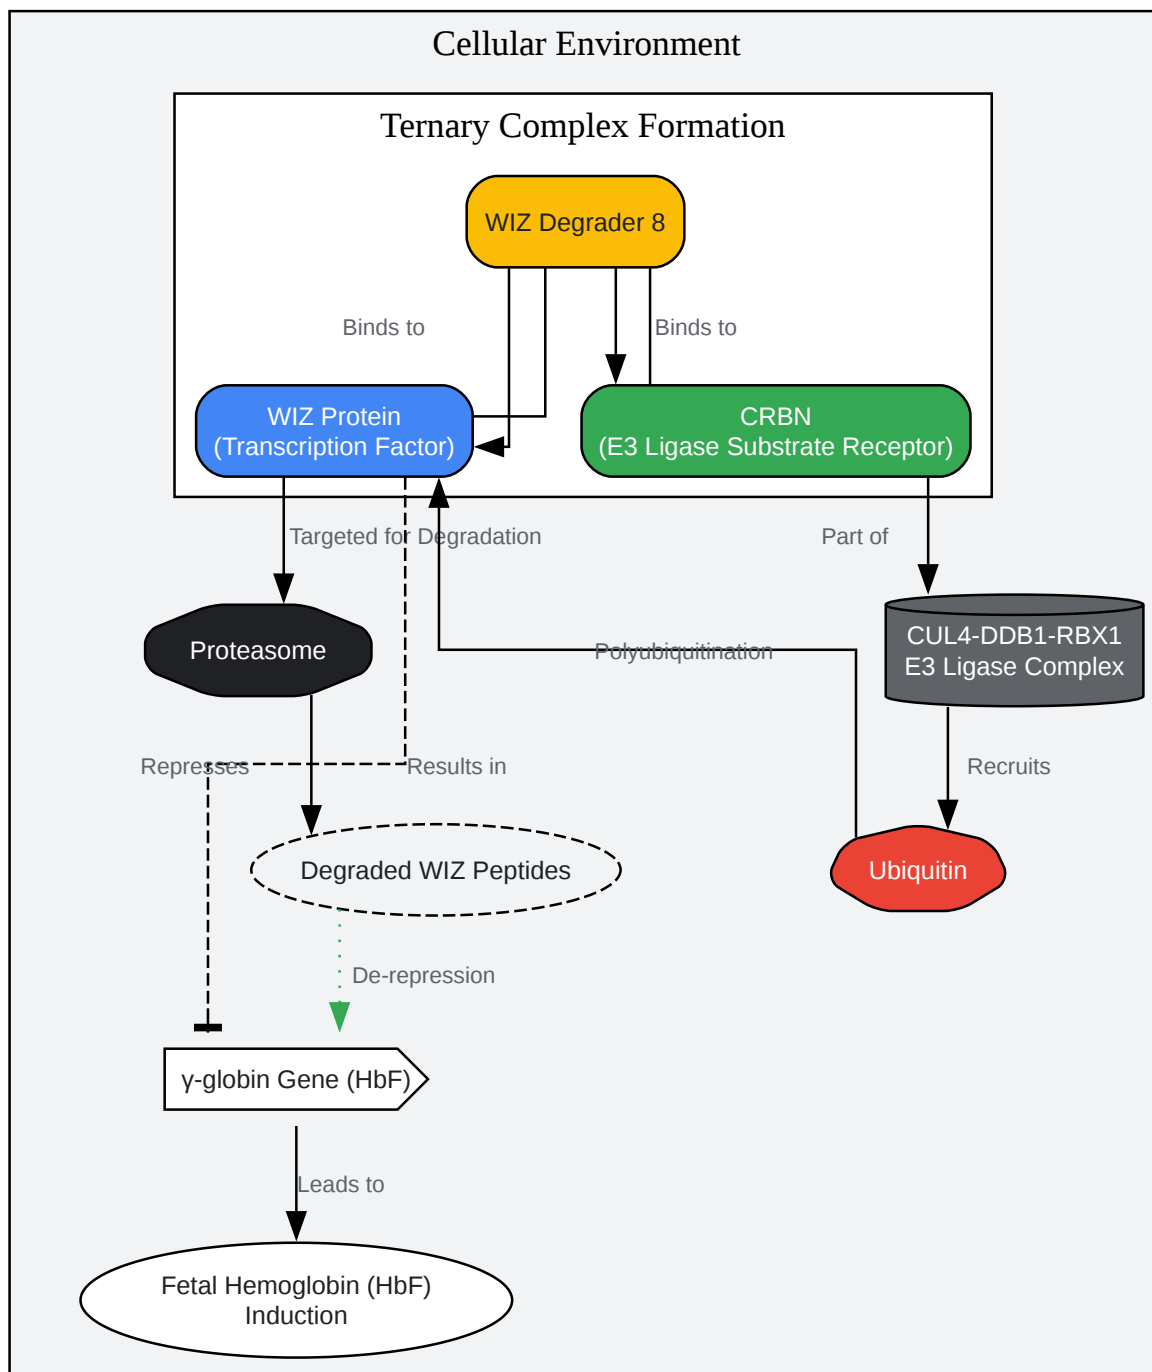 Cellular Environment
Ternary Complex Formation
WIZ Degrader 8
Binds to
Binds to
WIZ Protein
(Transcription Factor)
CRBN
(E3 Ligase Substrate Receptor)
Targeted for Degradation
Part of
Proteasome
Polyubiquitination
CUL4-DDB1-RBX1
E3 Ligase Complex
Represses
Results in
Recruits
Degraded WIZ Peptides
Ubiquitin
De-repression
γ-globin Gene (HbF)
Leads to
Fetal Hemoglobin (HbF)
Induction